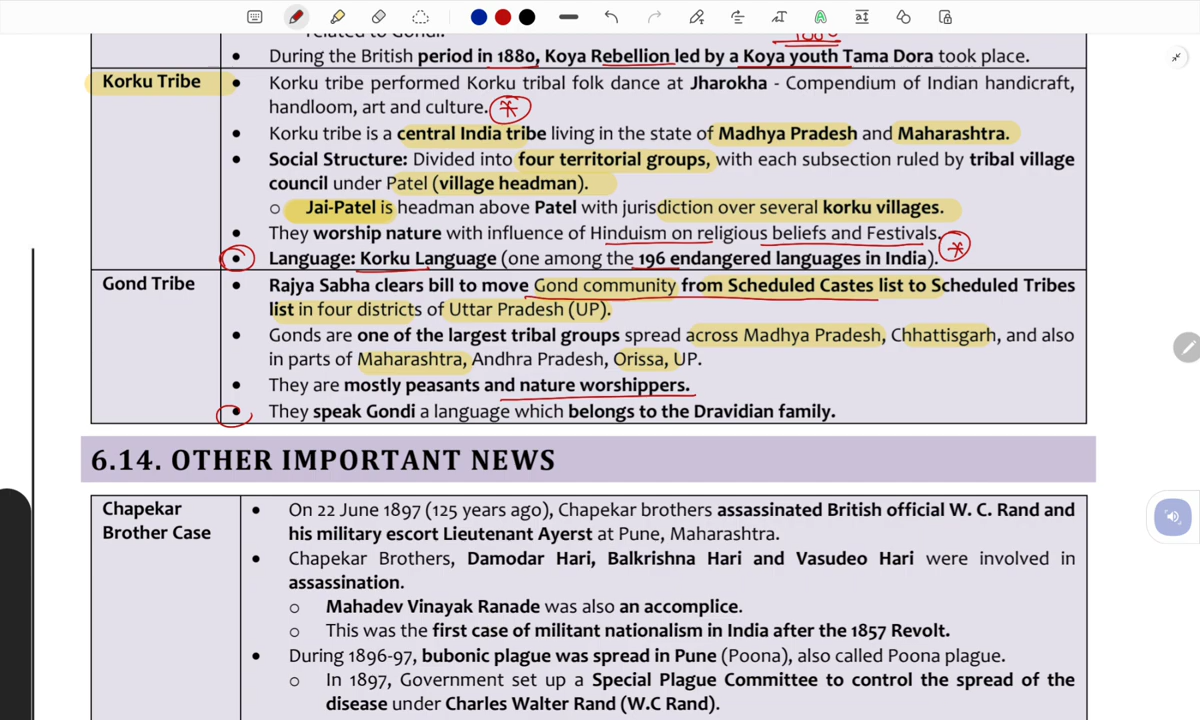 related to Gondi.
1880
• During the British period in 1880, Koya Rebellion led by a Koya youth Tama Dora took place.
Korku Tribe
• Korku tribe performed Korku tribal folk dance at Jharokha - Compendium of Indian handicraft,
handloom, art and culture.
• Korku tribe is a central India tribe living in the state of Madhya Pradesh and Maharashtra.
• Social Structure: Divided into four territorial groups, with each subsection ruled by tribal village
council under Patel (village headman).
o Jai-Patel is headman above Patel with jurisdiction over several korku villages.
• They worship nature with influence of Hinduism on religious beliefs and Festivals.
• Language: Korku Language (one among the 196 endangered languages in India).
Gond Tribe
• Rajya Sabha clears bill to move Gond community from Scheduled Castes list to Scheduled Tribes
list in four districts of Uttar Pradesh (UP).
• Gonds are one of the largest tribal groups spread across Madhya Pradesh, Chhattisgarh, and also
in parts of Maharashtra, Andhra Pradesh, Orissa, UP.
• They are mostly peasants and nature worshippers.
• They speak Gondi a language which belongs to the Dravidian family.
6.14. OTHER IMPORTANT NEWS
Chapekar
Brother Case
• On 22 June 1897 (125 years ago), Chapekar brothers assassinated British official W. C. Rand and
his military escort Lieutenant Ayerst at Pune, Maharashtra.
• Chapekar Brothers, Damodar Hari, Balkrishna Hari and Vasudeo Hari were involved in
assassination.
o Mahadev Vinayak Ranade was also an accomplice.
o This was the first case of militant nationalism in India after the 1857 Revolt.
• During 1896-97, bubonic plague was spread in Pune (Poona), also called Poona plague.
o In 1897, Government set up a Special Plague Committee to control the spread of the
disease under Charles Walter Rand (W.C Rand).